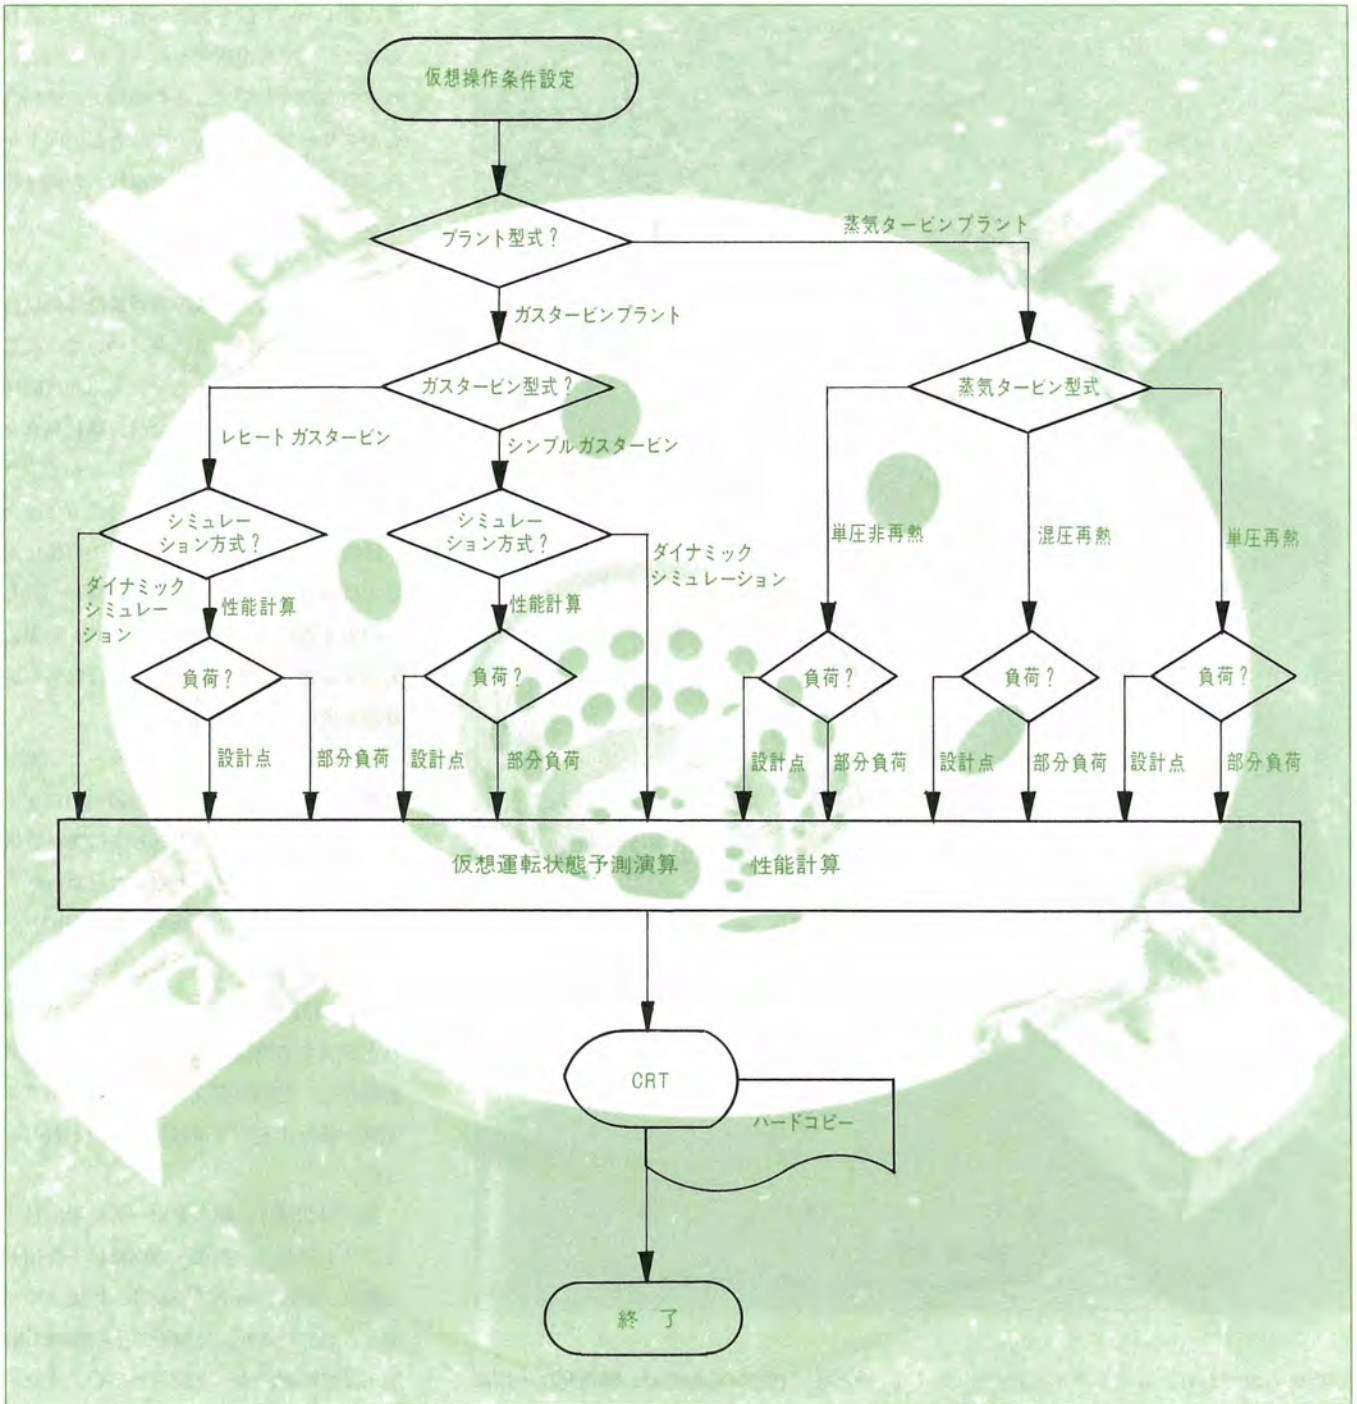 仮想操作条件設定
プラント型式？
蒸気タービンプラント
ガスタービンプラント
ガスタービン型式？
蒸気タービン型式
レヒートガスタービン
シンプルガスタービン
シミュレー
ション方式？
シミュレー
ション方式？
ダイナミック
シミュレーション
単圧非再熱
混圧再熱
単圧再熱
ダイナミック
シミュレー
ション
性能計算
性能計算
負荷？
負荷？
負荷？
負荷？
負荷？
設計点
部分負荷
設計点
部分負荷
設計点
部分負荷
設計点
部分負荷
設計点
部分負荷
仮想運転状態予測演算　性能計算
CRT
ハードコピー
終 了